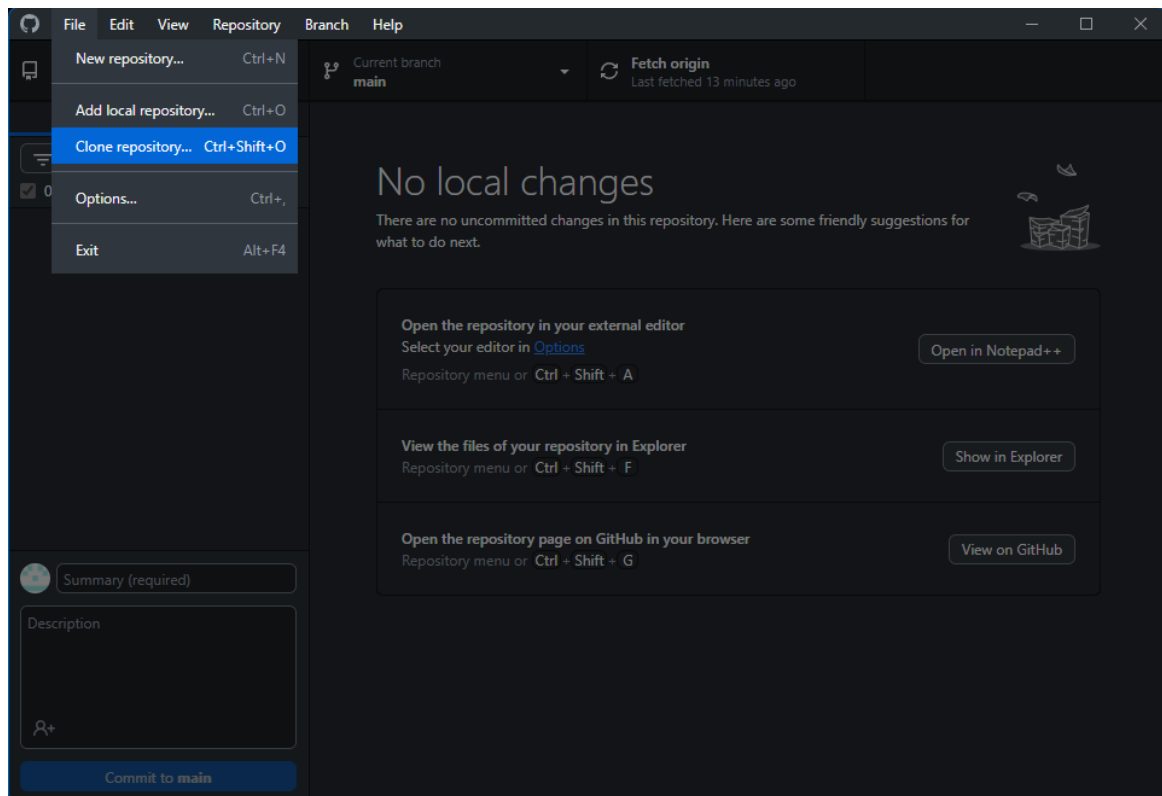 File Edit View Repository Branch Help
New repository... Ctrl+N
Add local repository... Ctrl+O
Clone repository... Ctrl+Shift+O
Options... Ctrl+,
Exit Alt+F4
Current branch
main
Fetch origin
Last fetched 13 minutes ago
0
No local changes
There are no uncommitted changes in this repository. Here are some friendly suggestions for
what to do next.
Open the repository in your external editor
Select your editor in Options
Repository menu or Ctrl + Shift + A
Open in Notepad++
View the files of your repository in Explorer
Repository menu or Ctrl + Shift + F
Show in Explorer
Open the repository page on GitHub in your browser
Repository menu or Ctrl + Shift + G
View on GitHub
Summary (required)
Description
Commit to main